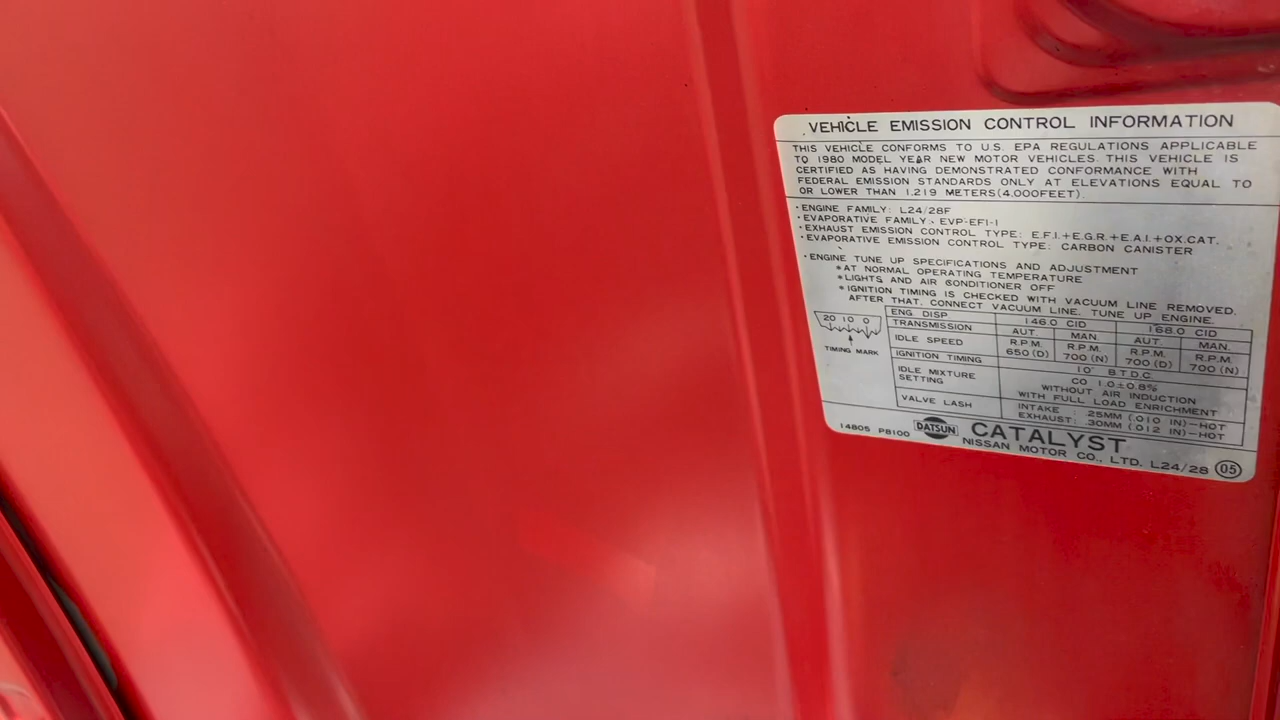 VEHICLE EMISSION CONTROL INFORMATION
THIS VEHICLE CONFORMS TO U.S. EPA REGULATIONS APPLICABLE
TO 1980 MODEL YEAR NEW MOTOR VEHICLES. THIS VEHICLE IS
CERTIFIED AS HAVING DEMONSTRATED CONFORMANCE WITH
FEDERAL EMISSION STANDARDS ONLY AT ELEVATIONS EQUAL TO
OR LOWER THAN 1,219 METERS(4,000FEET).
·ENGINE FAMILY: L24/28F
·EVAPORATIVE FAMILY: EVP-EFI-1
·EXHAUST EMISSION CONTROL TYPE: E.F.I.+E.G.R.+E.A.I.+OX.CAT.
·EVAPORATIVE EMISSION CONTROL TYPE: CARBON CANISTER
·ENGINE TUNE UP SPECIFICATIONS AND ADJUSTMENT
*AT NORMAL OPERATING TEMPERATURE
*LIGHTS AND AIR CONDITIONER OFF
*IGNITION TIMING IS CHECKED WITH VACUUM LINE REMOVED.
AFTER THAT, CONNECT VACUUM LINE. TUNE UP ENGINE.
20 10 0
TIMING MARK
ENG DISP 146.0 CID 168.0 CID
TRANSMISSION AUT. MAN. AUT. MAN.
IDLE SPEED R.P.M. 650 (D) R.P.M. 700 (N) R.P.M. 700 (D) R.P.M. 700 (N)
IGNITION TIMING 10° B.T.D.C.
IDLE MIXTURE SETTING CO 1.0±0.8%
WITHOUT AIR INDUCTION
WITH FULL LOAD ENRICHMENT
VALVE LASH INTAKE : .25MM (.010 IN)-HOT
EXHAUST: .30MM (.012 IN)-HOT
14805 P8100 DATSUN CATALYST
NISSAN MOTOR CO., LTD. L24/28 05